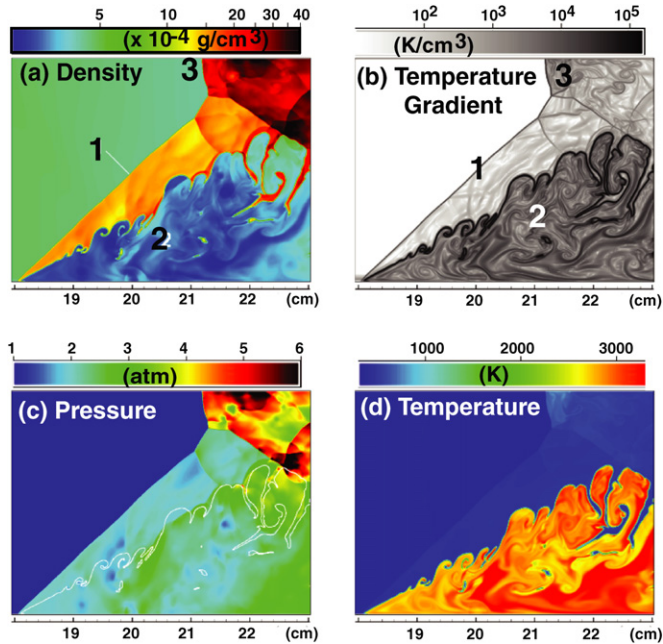 5 10 20 30 40
(x 10-4 g/cm3)
(a) Density
3
1
2
19 20 21 22 (cm)
10² 10³ 10⁴ 10⁵
(K/cm³)
(b) Temperature
Gradient
3
1
2
19 20 21 22 (cm)
1 2 3 4 5 6
(atm)
(c) Pressure
19 20 21 22 (cm)
1000 2000 3000
(K)
(d) Temperature
19 20 21 22 (cm)